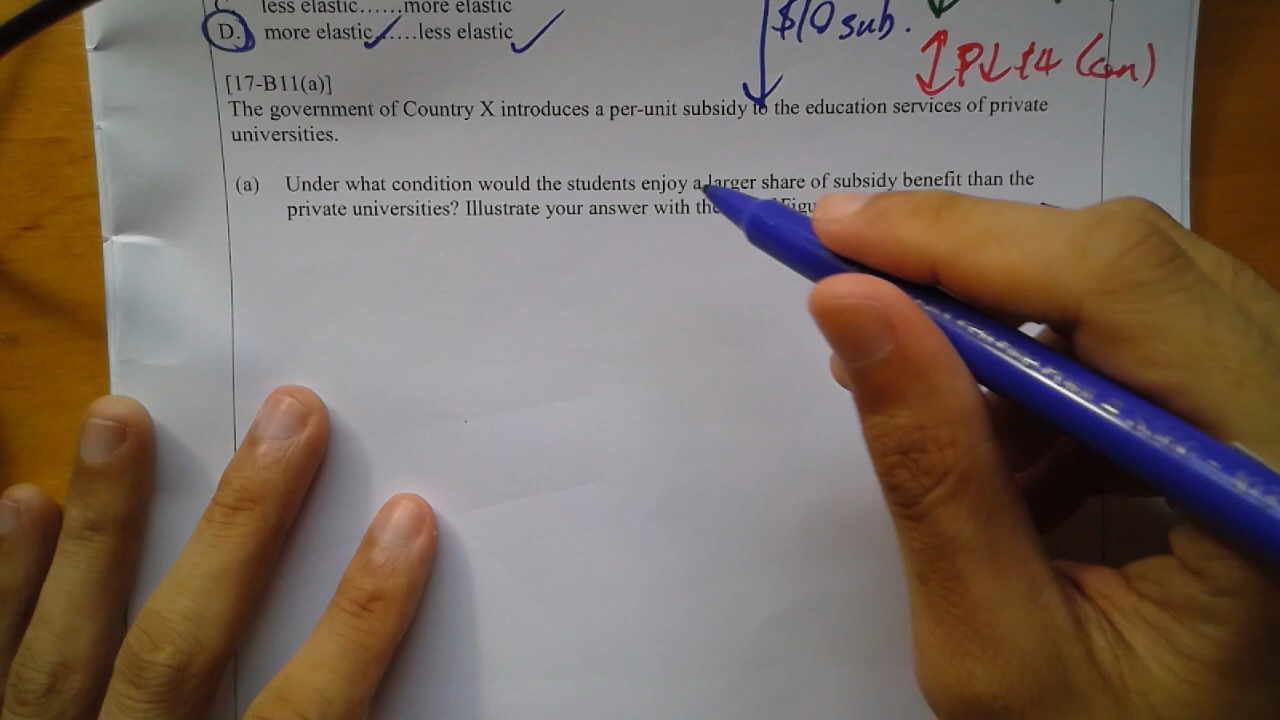 less elastic......more elastic
D. more elastic.....less elastic
$10 sub.
P↓ $4 (con)
[17-B11(a)]
The government of Country X introduces a per-unit subsidy to the education services of private
universities.
(a) Under what condition would the students enjoy a larger share of subsidy benefit than the
private universities? Illustrate your answer with the